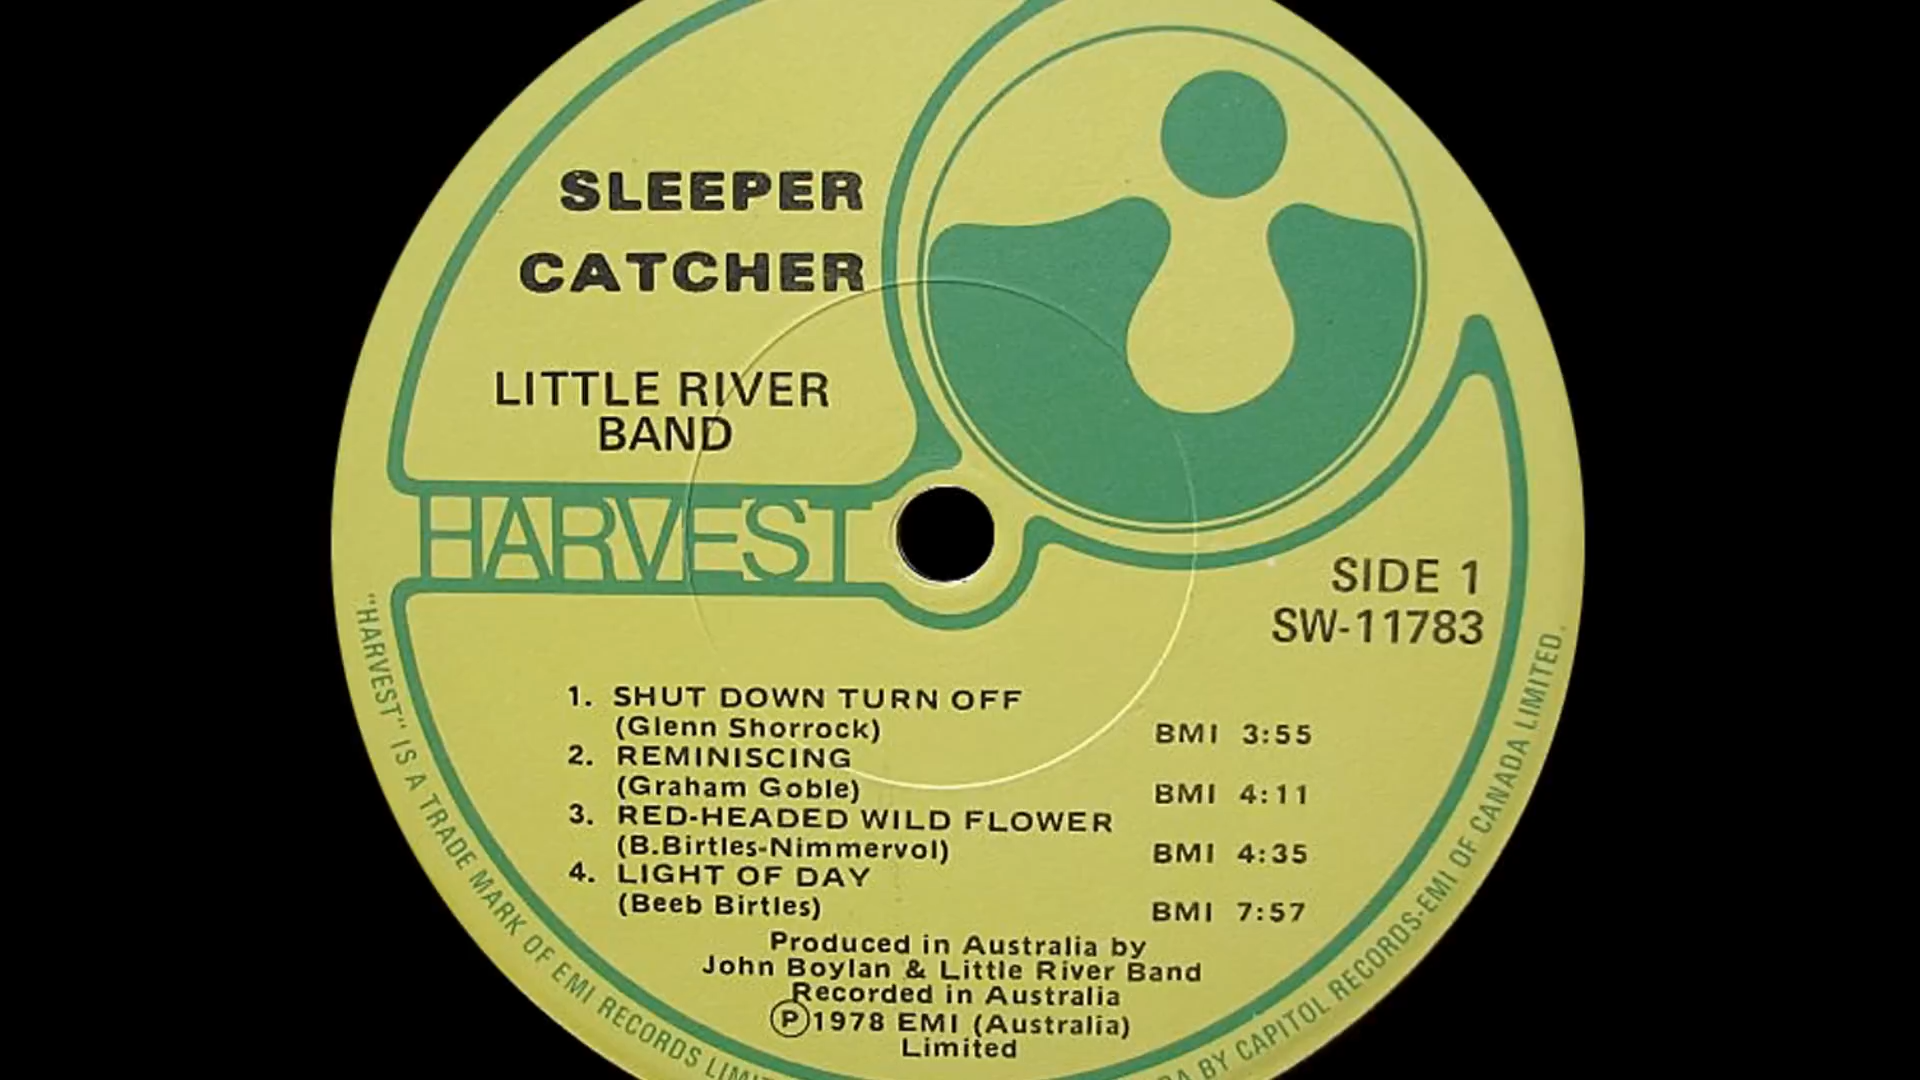 SLEEPER
CATCHER
LITTLE RIVER
BAND
HARVEST
SIDE 1
SW-11783
1. SHUT DOWN TURN OFF
(Glenn Shorrock) BMI 3:55
2. REMINISCING
(Graham Goble) BMI 4:11
3. RED-HEADED WILD FLOWER
(B.Birtles-Nimmervol) BMI 4:35
4. LIGHT OF DAY
(Beeb Birtles) BMI 7:57
Produced in Australia by
John Boylan & Little River Band
Recorded in Australia
Ⓟ1978 EMI (Australia)
Limited
"HARVEST" IS A TRADE MARK OF EMI RECORDS
BY CAPITOL RECORDS-EMI OF CANADA LIMITED.